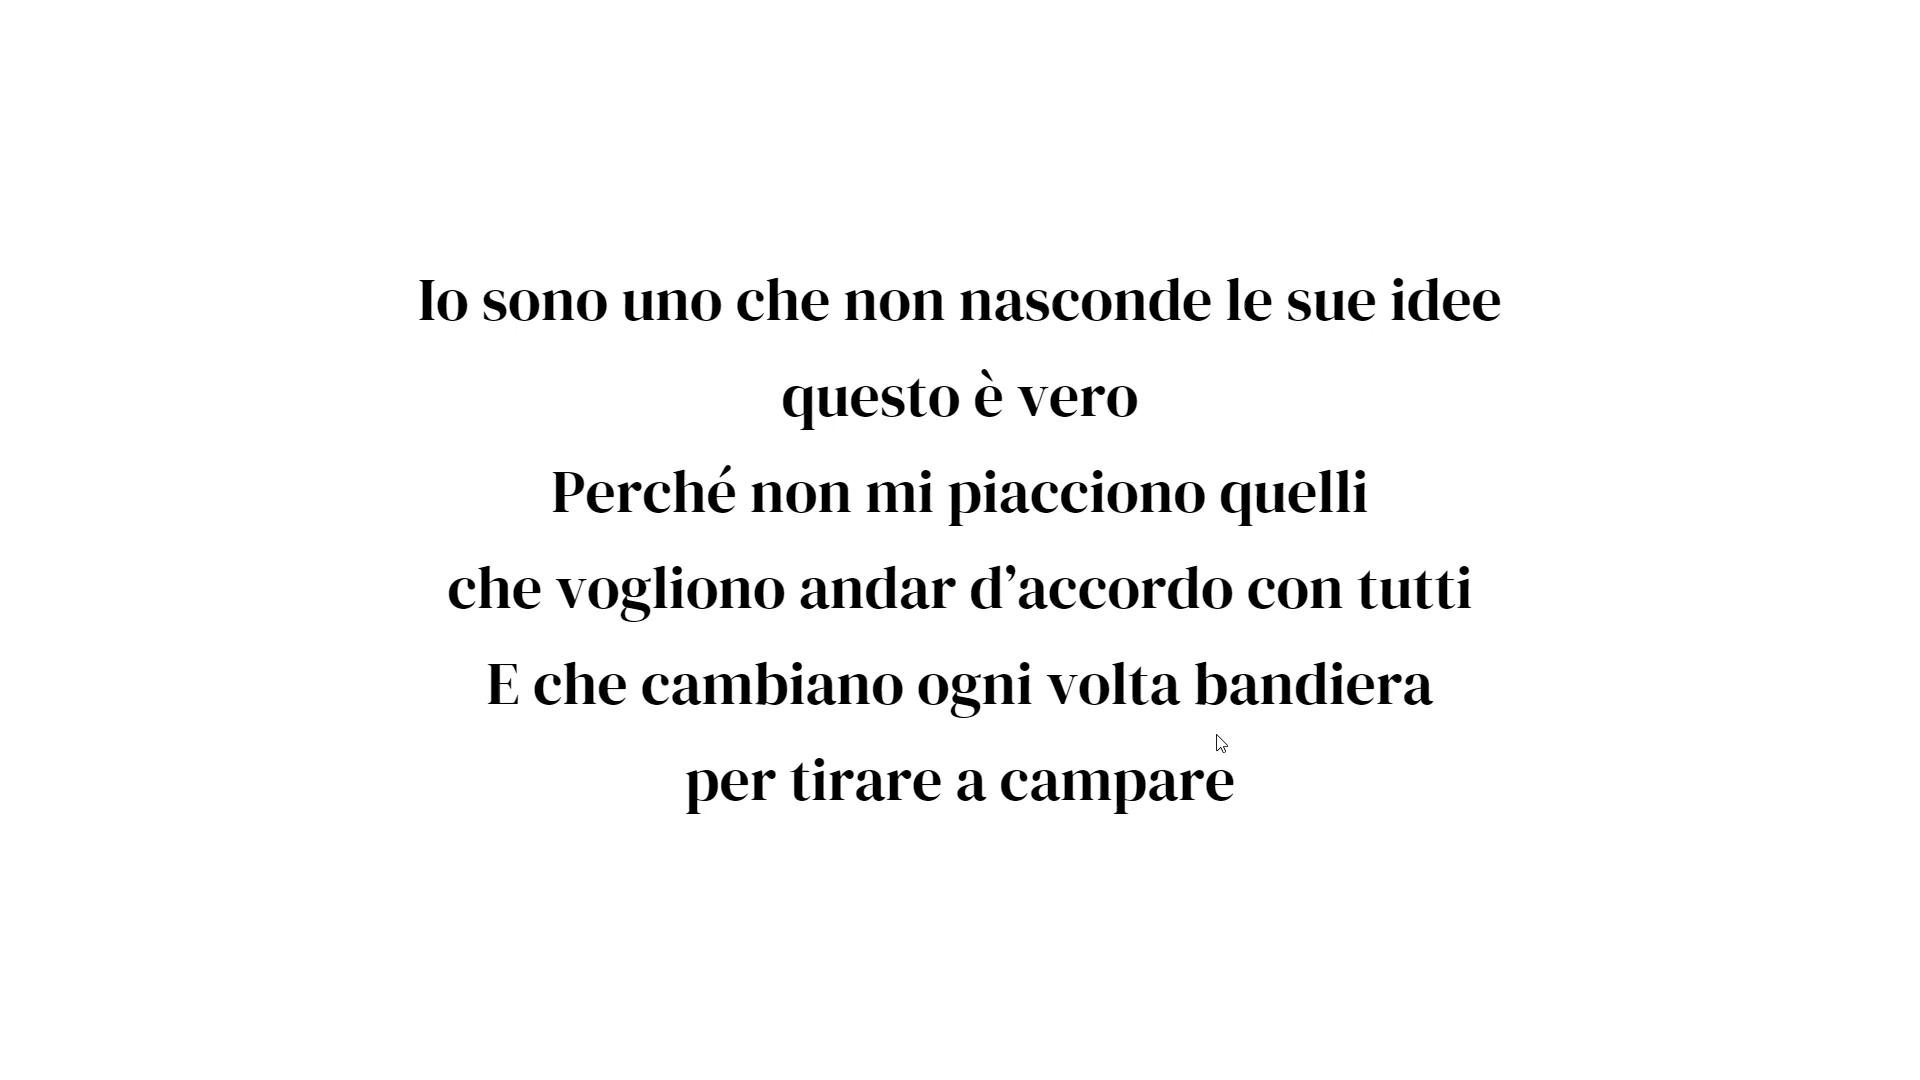 Io sono uno che non nasconde le sue idee
questo è vero
Perché non mi piacciono quelli
che vogliono andar d’accordo con tutti
E che cambiano ogni volta bandiera
per tirare a campare